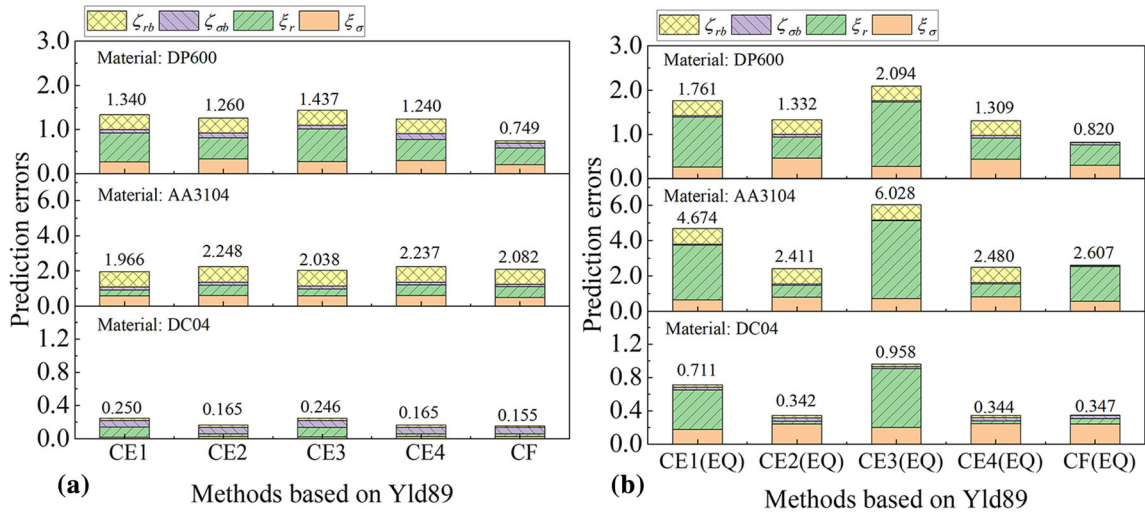 ζrb ζσb ξr ξσ
Prediction errors
3.0
2.0
1.0
0.0
Material: DP600
1.340 1.260 1.437 1.240 0.749
6.0
4.0
2.0
0.0
Material: AA3104
1.966 2.248 2.038 2.237 2.082
1.2
0.8
0.4
0.0
Material: DC04
0.250 0.165 0.246 0.165 0.155
CE1 CE2 CE3 CE4 CF
(a) Methods based on Yld89
ζrb ζσb ξr ξσ
Prediction errors
3.0
2.0
1.0
0.0
Material: DP600
1.761 1.332 2.094 1.309 0.820
6.0
4.0
2.0
0.0
Material: AA3104
4.674 2.411 6.028 2.480 2.607
1.2
0.8
0.4
0.0
Material: DC04
0.711 0.342 0.958 0.344 0.347
CE1(EQ) CE2(EQ) CE3(EQ) CE4(EQ) CF(EQ)
(b) Methods based on Yld89